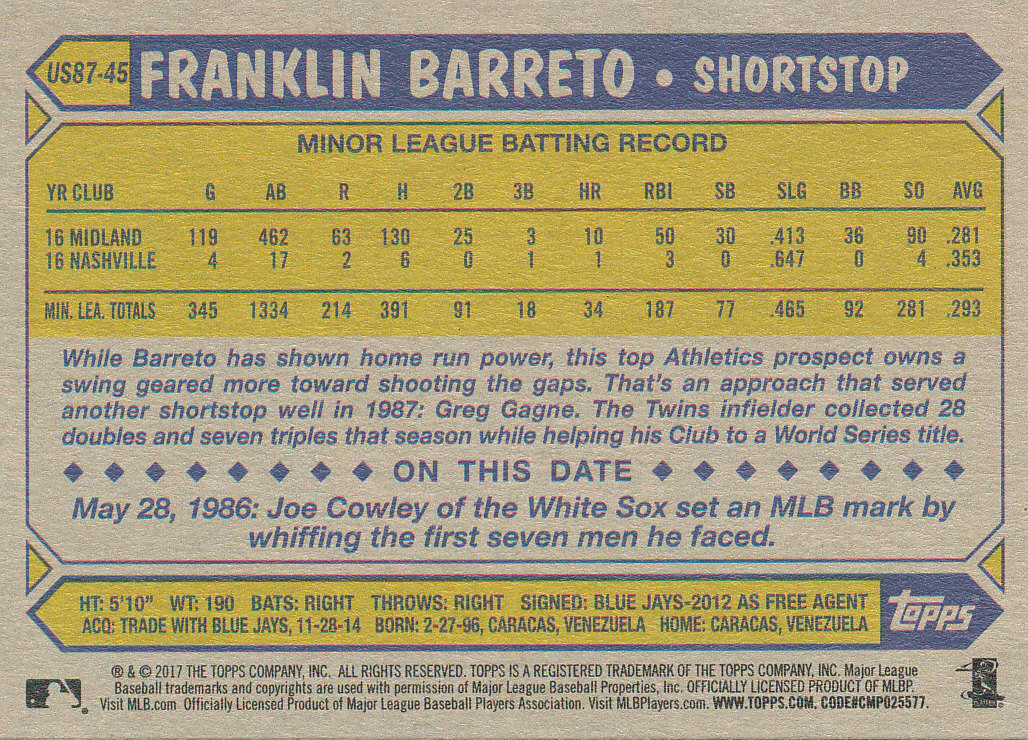 US87-45 FRANKLIN BARRETO • SHORTSTOP
MINOR LEAGUE BATTING RECORD
YR CLUB G AB R H 2B 3B HR RBI SB SLG BB SO AVG
16 MIDLAND 119 462 63 130 25 3 10 50 30 .413 36 90 .281
16 NASHVILLE 4 17 2 6 0 1 1 3 0 .647 0 4 .353
MIN. LEA. TOTALS 345 1334 214 391 91 18 34 187 77 .465 92 281 .293
While Barreto has shown home run power, this top Athletics prospect owns a
swing geared more toward shooting the gaps. That's an approach that served
another shortstop well in 1987: Greg Gagne. The Twins infielder collected 28
doubles and seven triples that season while helping his Club to a World Series title.
ON THIS DATE
May 28, 1986: Joe Cowley of the White Sox set an MLB mark by
whiffing the first seven men he faced.
HT: 5'10" WT: 190 BATS: RIGHT THROWS: RIGHT SIGNED: BLUE JAYS-2012 AS FREE AGENT
ACQ: TRADE WITH BLUE JAYS, 11-28-14 BORN: 2-27-96, CARACAS, VENEZUELA HOME: CARACAS, VENEZUELA
topps
® & © 2017 THE TOPPS COMPANY, INC. ALL RIGHTS RESERVED. TOPPS IS A REGISTERED TRADEMARK OF THE TOPPS COMPANY, INC. Major League
Baseball trademarks and copyrights are used with permission of Major League Baseball Properties, Inc. OFFICIALLY LICENSED PRODUCT OF MLBP.
Visit MLB.com Officially Licensed Product of Major League Baseball Players Association. Visit MLBPlayers.com. WWW.TOPPS.COM. CODE#CMP025577.